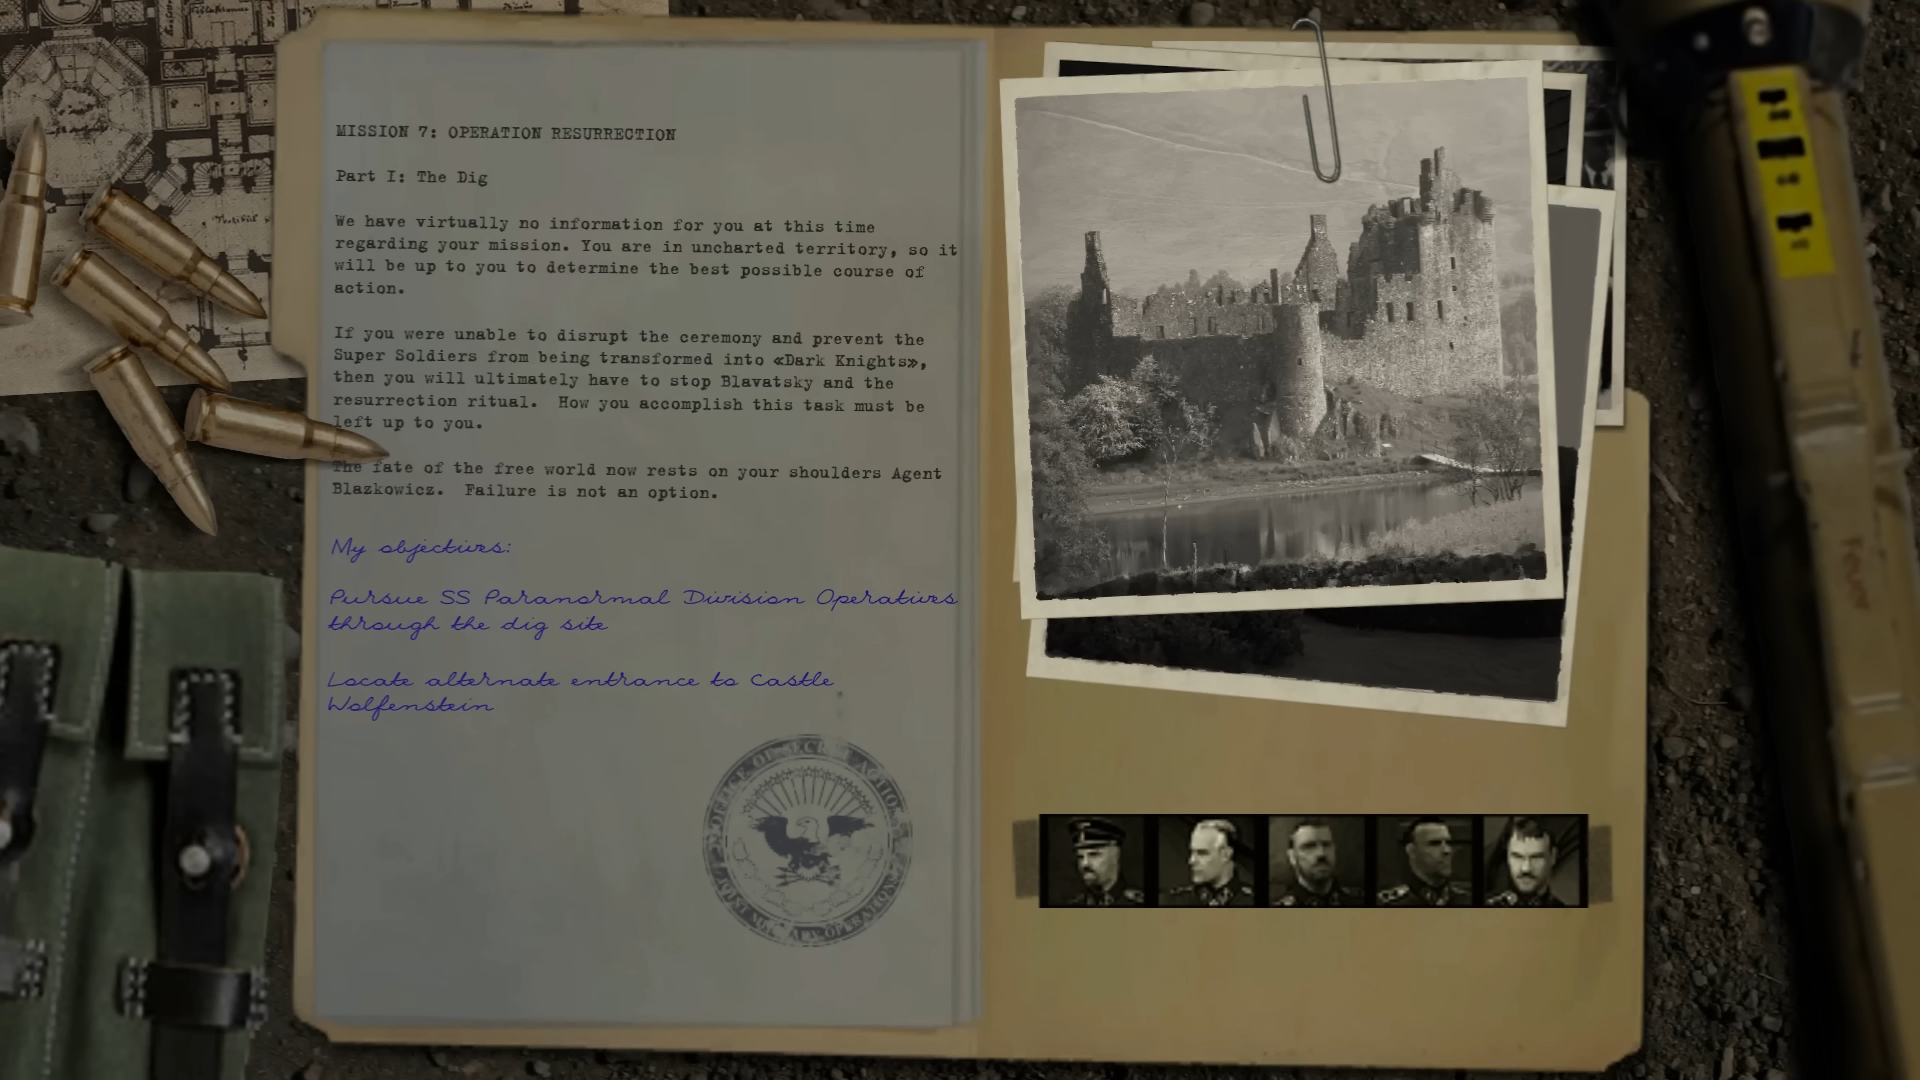 MISSION 7: OPERATION RESURRECTION
Part I: The Dig
We have virtually no information for you at this time
regarding your mission. You are in uncharted territory, so it
will be up to you to determine the best possible course of
action.
If you were unable to disrupt the ceremony and prevent the
Super Soldiers from being transformed into «Dark Knights»,
then you will ultimately have to stop Blavatsky and the
resurrection ritual.  How you accomplish this task must be
left up to you.
The fate of the free world now rests on your shoulders Agent
Blazkowicz.  Failure is not an option.
My objectives:
Pursue SS Paranormal Division Operatives
through the dig site
Locate alternate entrance to Castle
Wolfenstein
OFFICE OF SECRET ACTIONS